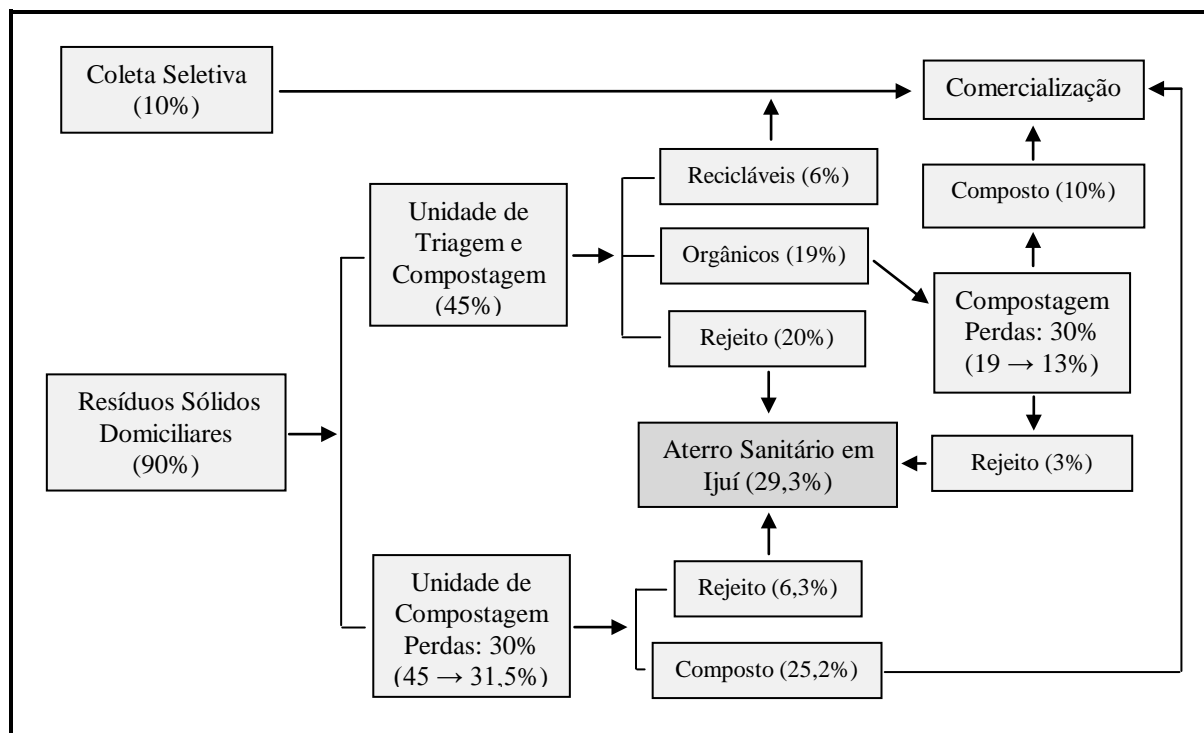 Coleta Seletiva
(10%)
Comercialização
Recicláveis (6%)
Composto (10%)
Unidade de
Triagem e
Compostagem
(45%)
Orgânicos (19%)
Compostagem
Perdas: 30%
(19 → 13%)
Rejeito (20%)
Resíduos Sólidos
Domiciliares
(90%)
Aterro Sanitário em
Ijuí (29,3%)
Rejeito (3%)
Unidade de
Compostagem
Perdas: 30%
(45 → 31,5%)
Rejeito (6,3%)
Composto (25,2%)